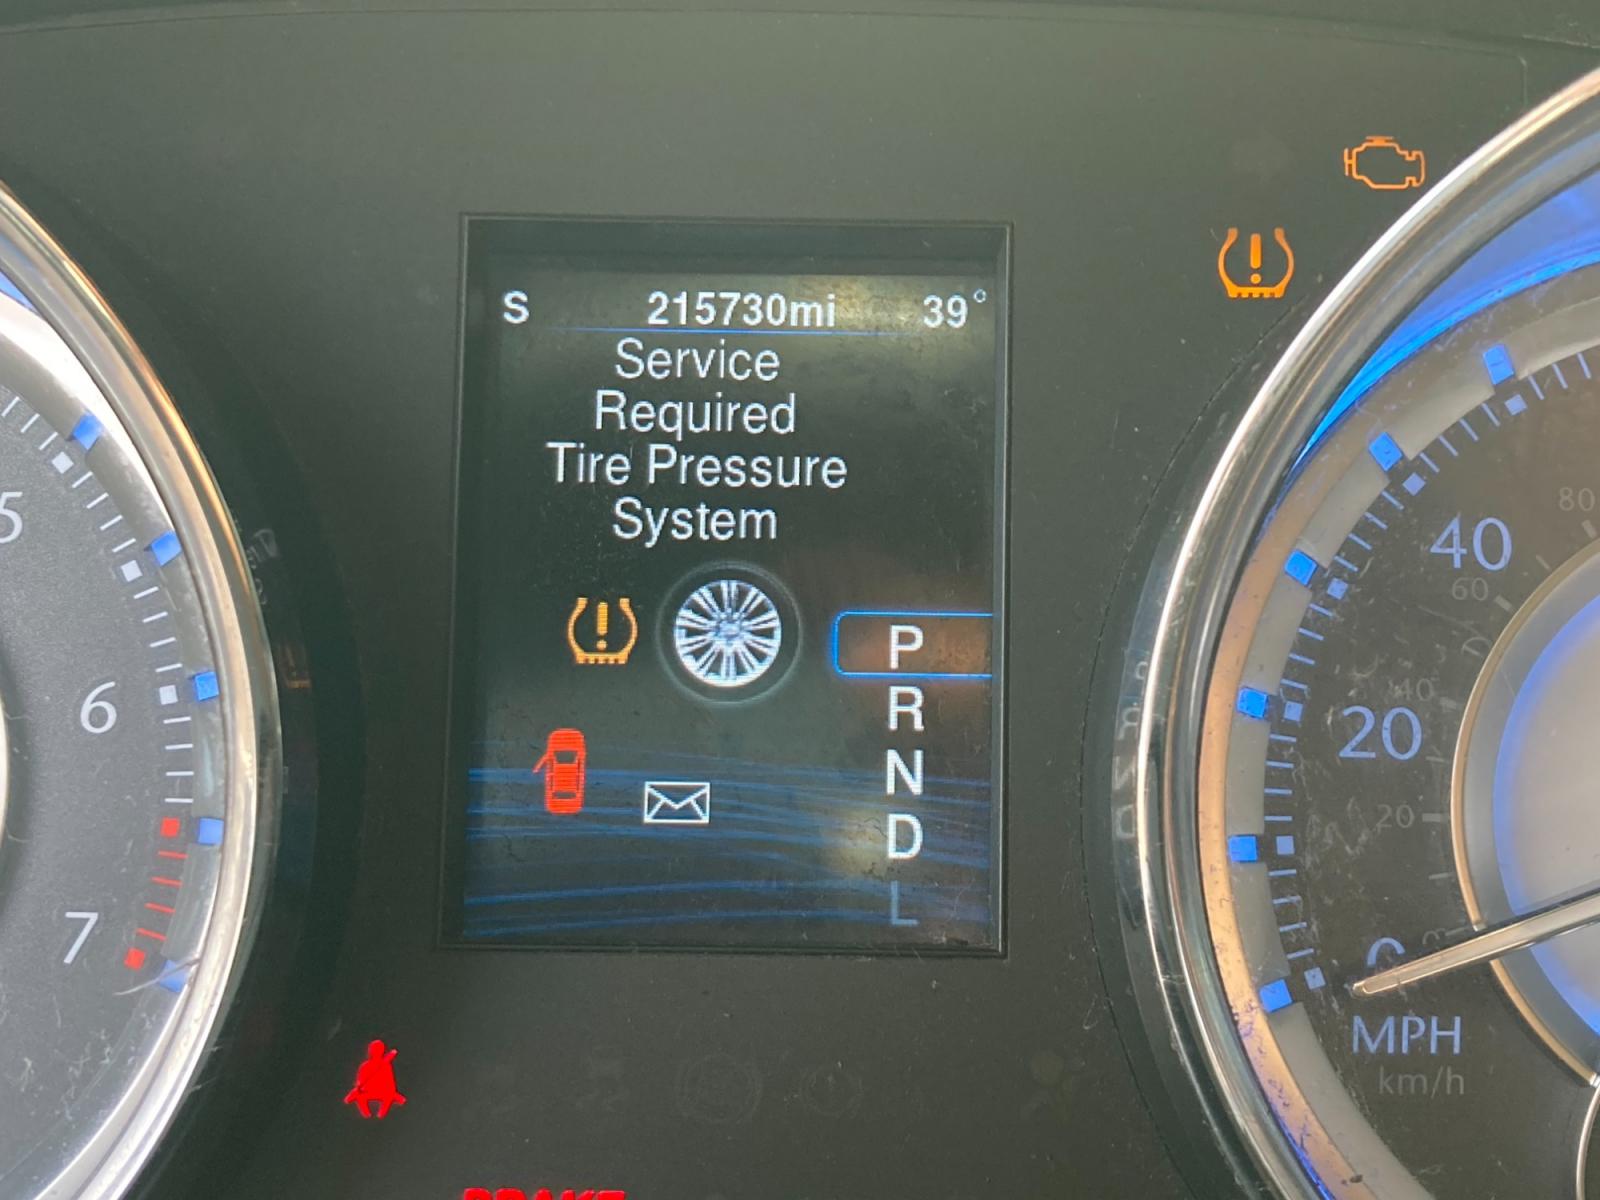 S 215730mi 39°
Service
Required
Tire Pressure
System
P
R
N
D
L
5
6
7
80
40
60
40
20
20
0
MPH
km/h
BRAKE